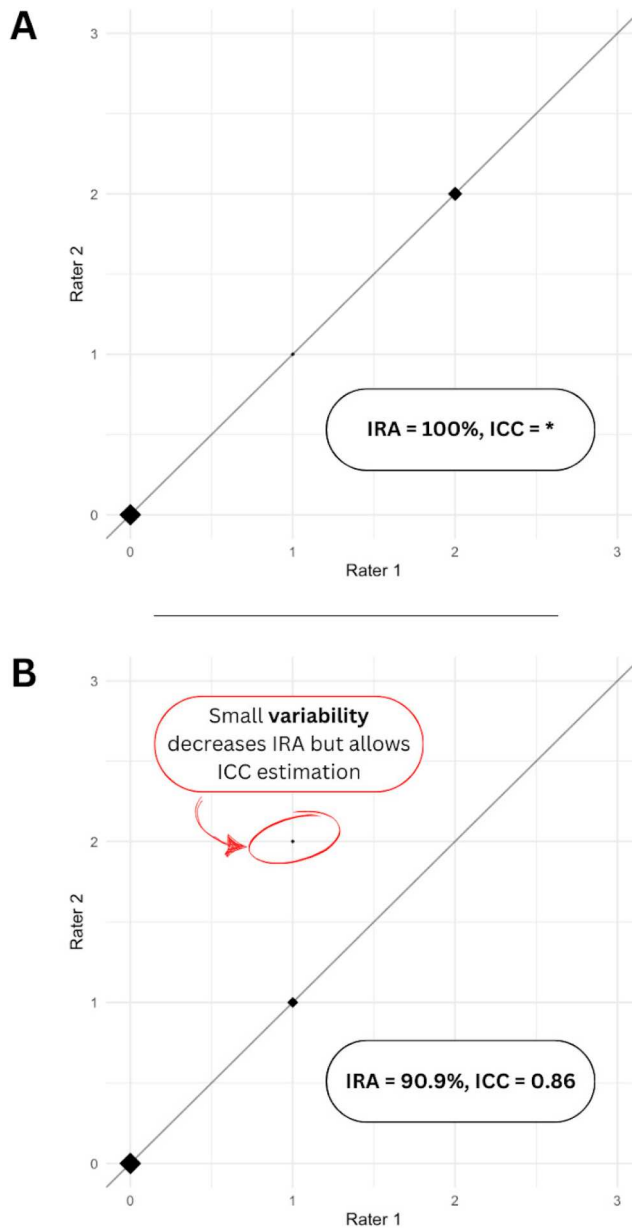 A
3
2
1
0
Rater 2
IRA = 100%, ICC = *
0 1 2 3
Rater 1
B
3
2
1
0
Rater 2
Small variability
decreases IRA but allows
ICC estimation
IRA = 90.9%, ICC = 0.86
0 1 2 3
Rater 1